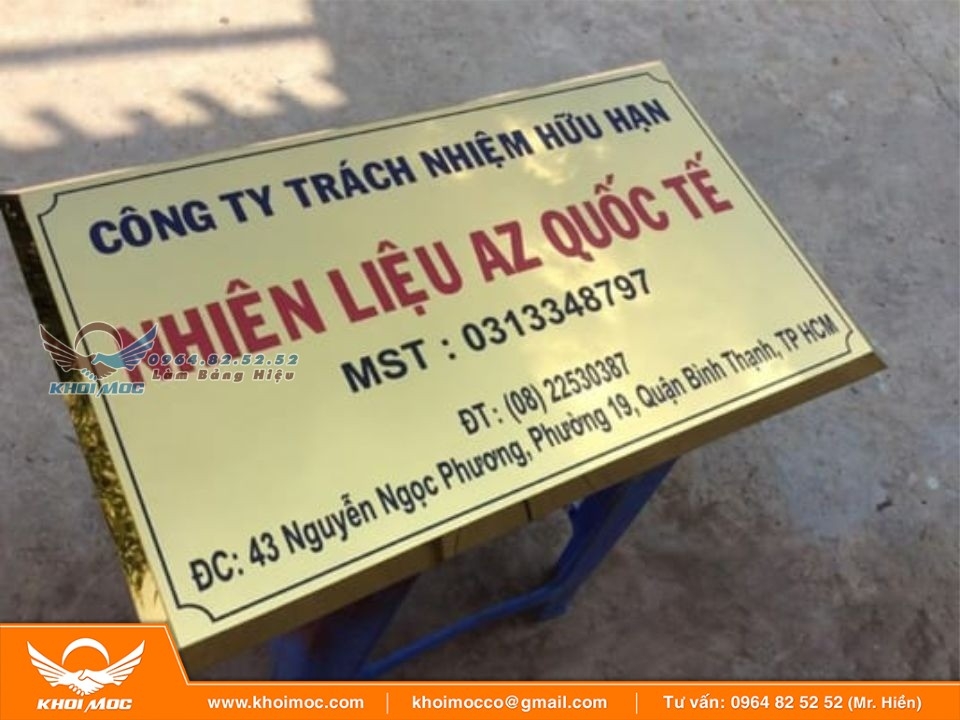 CÔNG TY TRÁCH NHIỆM HỮU HẠN
NHIÊN LIỆU AZ QUỐC TẾ
MST : 0313348797
ĐT : (08) 22530387
ĐC: 43 Nguyễn Ngọc Phương, Phường 19, Quận Bình Thạnh, TP HCM
0964.82.52.52
KHOI MOC Làm Bảng Hiệu
KHOI MOC
www.khoimoc.com | khoimocco@gmail.com | Tư vấn: 0964 82 52 52 (Mr. Hiền)